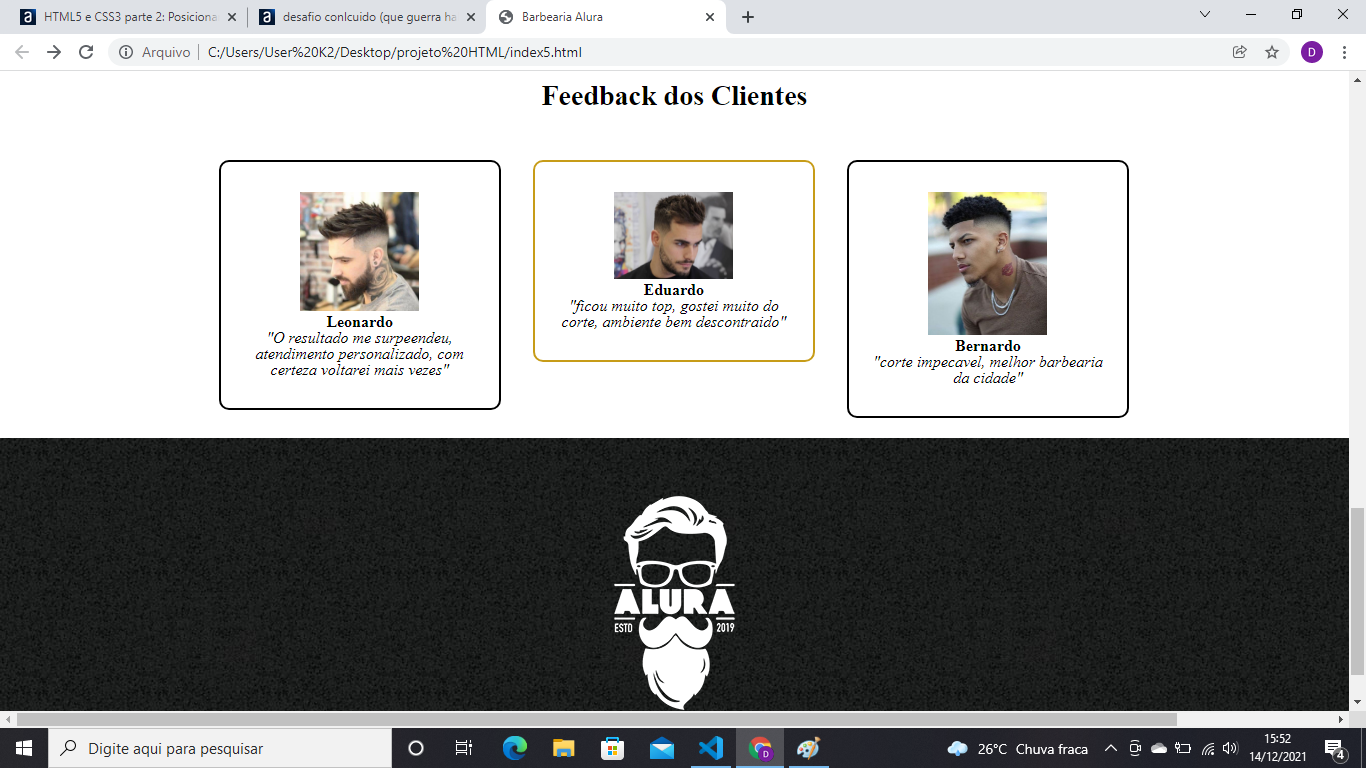 HTML5 e CSS3 parte 2: Posiciona
desafio conlcuido (que guerra ha
Barbearia Alura
Arquivo
C:/Users/User%20K2/Desktop/projeto%20HTML/index5.html
D
Feedback dos Clientes
Leonardo
"O resultado me surpeendeu,
atendimento personalizado, com
certeza voltarei mais vezes"
Eduardo
"ficou muito top, gostei muito do
corte, ambiente bem descontraido"
Bernardo
"corte impecavel, melhor barbearia
da cidade"
ALURA
ESTD 2019
Digite aqui para pesquisar
D
26°C Chuva fraca
15:52
14/12/2021
4